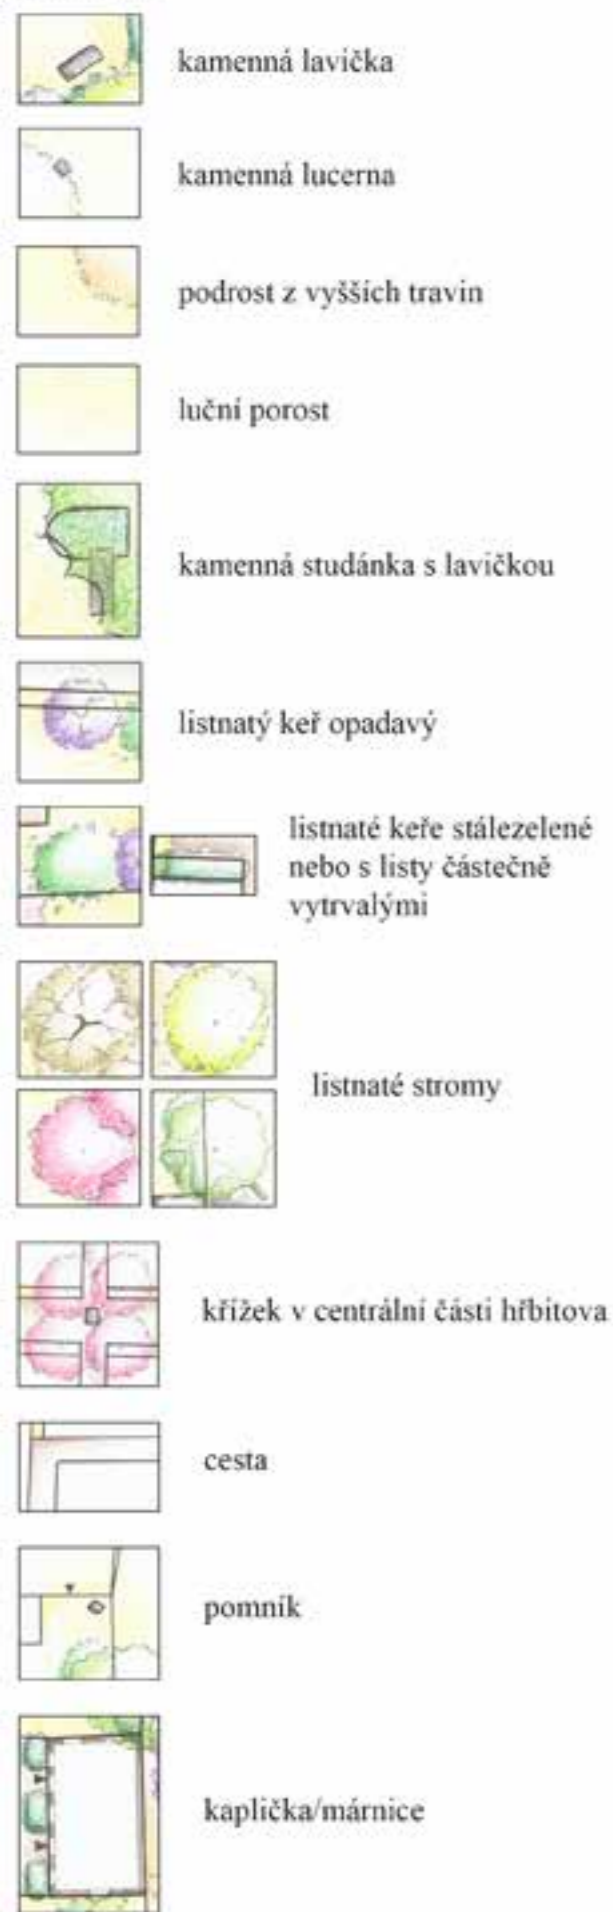 kamenná lavička
kamenná lucerna
podrost z vyšších travin
luční porost
kamenná studánka s lavičkou
listnatý keř opadavý
listnaté keře stálezelené
nebo s listy částečně
vytrvalými
listnaté stromy
křížek v centrální části hřbitova
cesta
pomník
kaplička/márnice